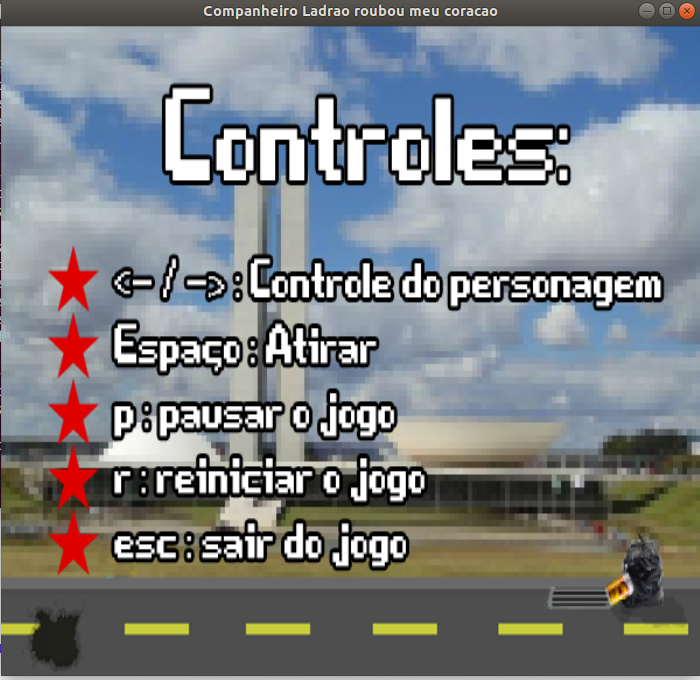 Companheiro Ladrao roubou meu coracao
Controles:
<- / -> : Controle do personagem
Espaço : Atirar
p : pausar o jogo
r : reiniciar o jogo
esc : sair do jogo